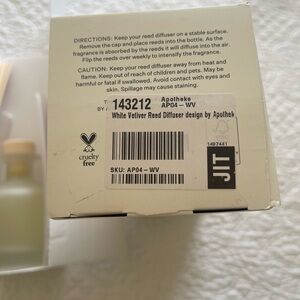 DIRECTIONS: Keep your reed diffuser on a stable surface.
Remove the cap and place reeds into the bottle. As the
fragrance is absorbed by the reeds it will diffuse into the air.
Flip the reeds over weekly to intensify the fragrance.
CAUTION: Keep your reed diffuser away from heat and
flame. Keep out of reach of children and pets. May be
harmful or fatal if swallowed. Avoid contact with eyes and
skin. Spillage may cause staining.
143212
Apotheke
AP04-WV
White Vetiver Reed Diffuser design by Apothek
1487441
cruelty
free
SKU: AP04-WV
JIT